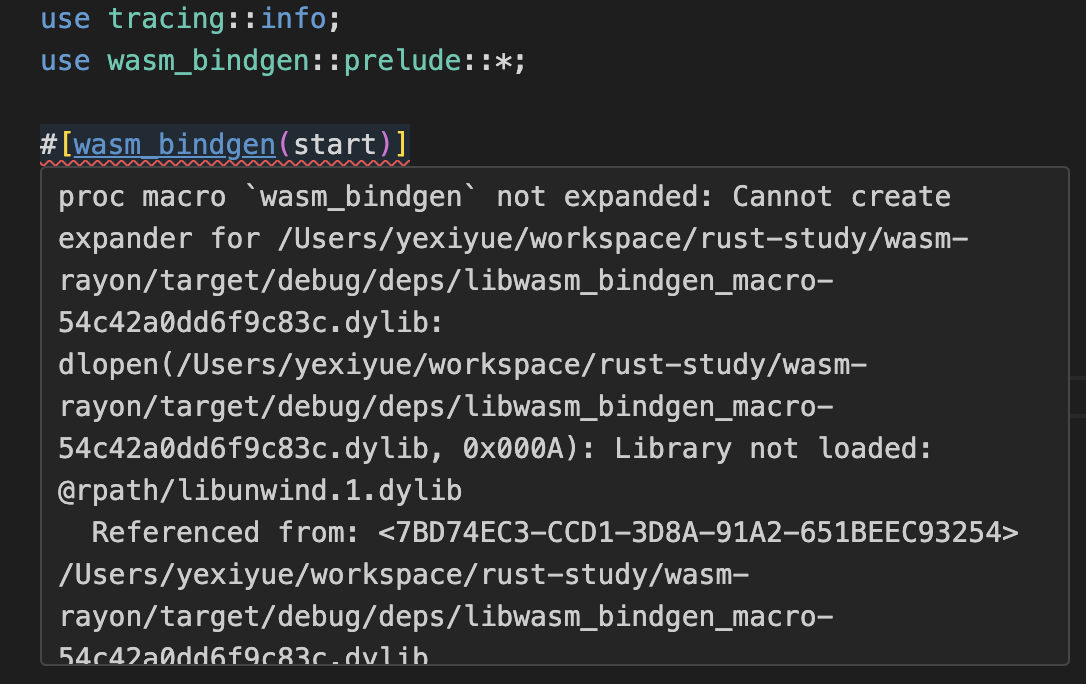 use tracing::info;
use wasm_bindgen::prelude::*;
#[wasm_bindgen(start)]
proc macro `wasm_bindgen` not expanded: Cannot create
expander for /Users/yexiyue/workspace/rust-study/wasm-
rayon/target/debug/deps/libwasm_bindgen_macro-
54c42a0dd6f9c83c.dylib:
dlopen(/Users/yexiyue/workspace/rust-study/wasm-
rayon/target/debug/deps/libwasm_bindgen_macro-
54c42a0dd6f9c83c.dylib, 0x000A): Library not loaded:
@rpath/libunwind.1.dylib
Referenced from: <7BD74EC3-CCD1-3D8A-91A2-651BEEC93254>
/Users/yexiyue/workspace/rust-study/wasm-
rayon/target/debug/deps/libwasm_bindgen_macro-
54c42a0dd6f9c83c.dylib